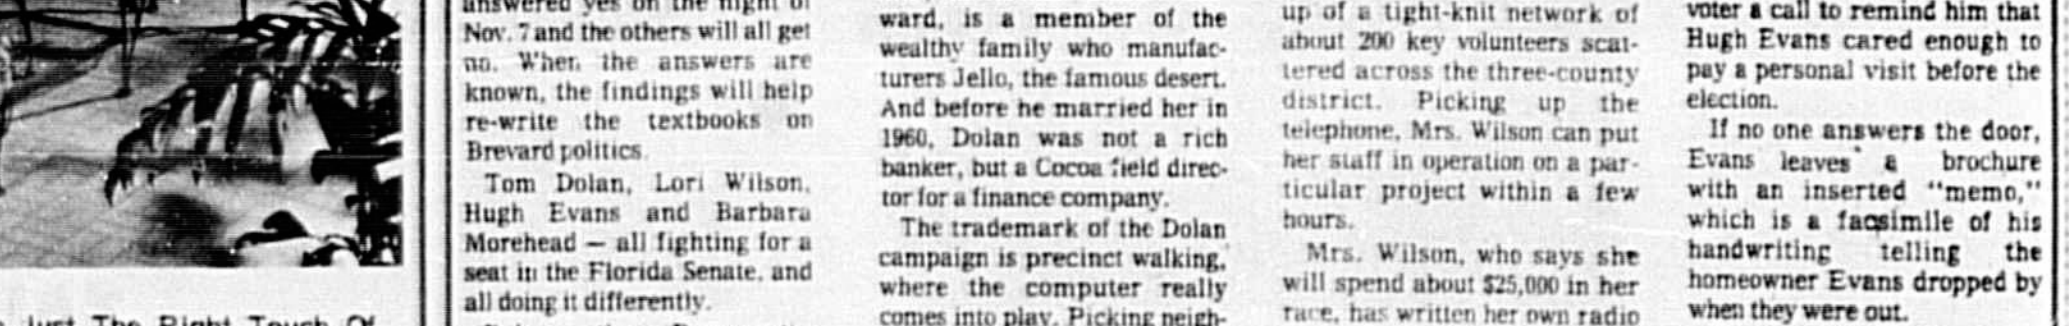 answered yes on the night of
Nov. 7 and the others will all get
no. When the answers are
known, the findings will help
re-write the textbooks on
Brevard politics.
Tom Dolan, Lori Wilson,
Hugh Evans and Barbara
Morehead — all fighting for a
seat in the Florida Senate, and
all doing it differently.
ward, is a member of the
wealthy family who manufac-
turers Jello, the famous desert.
And before he married her in
1960, Dolan was not a rich
banker, but a Cocoa field direc-
tor for a finance company.
The trademark of the Dolan
campaign is precinct walking,
where the computer really
comes into play. Picking neigh-
up of a tight-knit network of
about 200 key volunteers scat-
tered across the three-county
district. Picking up the
telephone, Mrs. Wilson can put
her staff in operation on a par-
ticular project within a few
hours.
Mrs. Wilson, who says she
will spend about $25,000 in her
race, has written her own radio
voter a call to remind him that
Hugh Evans cared enough to
pay a personal visit before the
election.
If no one answers the door,
Evans leaves a brochure
with an inserted "memo,"
which is a facsimile of his
handwriting telling the
homeowner Evans dropped by
when they were out.
Just The Right Touch Of